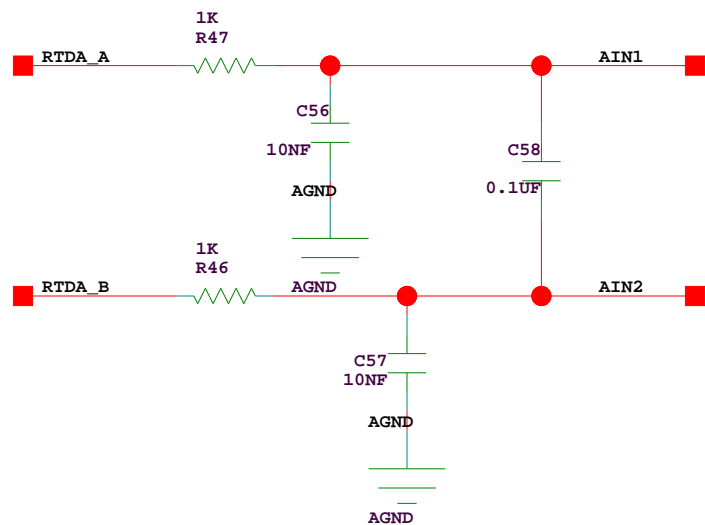 1K
R47
RTDA_A
AIN1
C56
10NF
C58
0.1UF
AGND
1K
R46
RTDA_B
AGND
AIN2
C57
10NF
AGND
AGND